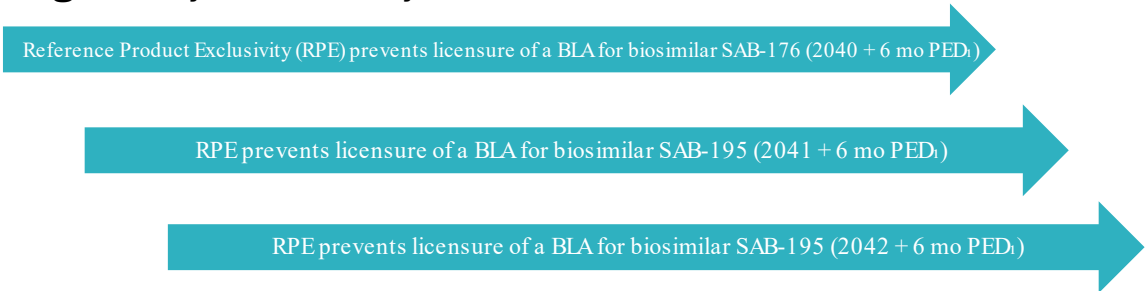 Reference Product Exclusivity (RPE) prevents licensure of a BLA for biosimilar SAB-176 (2040 + 6 mo PED₁)
RPE prevents licensure of a BLA for biosimilar SAB-195 (2041 + 6 mo PED₁)
RPE prevents licensure of a BLA for biosimilar SAB-195 (2042 + 6 mo PED₁)